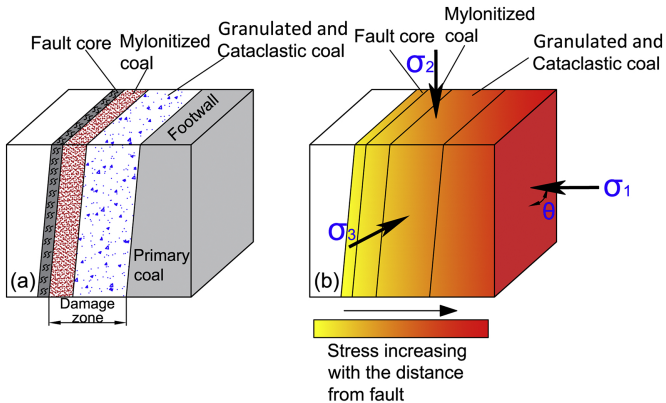 Fault core
Mylonitized
coal
Granulated and
Cataclastic coal
Footwall
Primary
coal
(a)
Damage
zone
Fault core
Mylonitized
coal
Granulated and
Cataclastic coal
σ2
σ1
θ
σ3
(b)
Stress increasing
with the distance
from fault